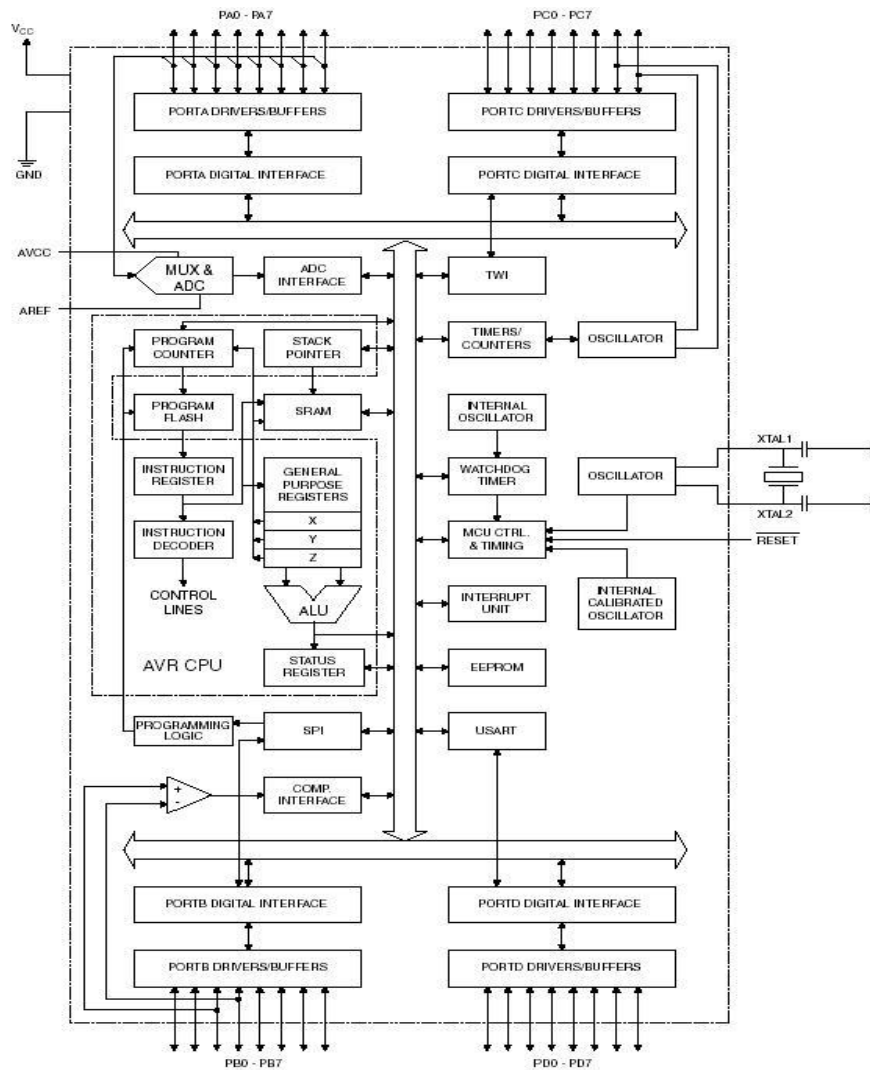 PA0 - PA7
PC0 - PC7
VCC
PORTA DRIVERS/BUFFERS
PORTC DRIVERS/BUFFERS
GND
PORTA DIGITAL INTERFACE
PORTC DIGITAL INTERFACE
AVCC
MUX &
ADC
ADC
INTERFACE
TWI
AREF
PROGRAM
COUNTER
STACK
POINTER
TIMERS/
COUNTERS
OSCILLATOR
PROGRAM
FLASH
SRAM
INTERNAL
OSCILLATOR
XTAL1
INSTRUCTION
REGISTER
GENERAL
PURPOSE
REGISTERS
WATCHDOG
TIMER
OSCILLATOR
XTAL2
X
INSTRUCTION
DECODER
Y
MCU CTRL.
& TIMING
RESET
Z
CONTROL
LINES
ALU
INTERRUPT
UNIT
INTERNAL
CALIBRATED
OSCILLATOR
AVR CPU
STATUS
REGISTER
EEPROM
PROGRAMMING
LOGIC
SPI
USART
+
-
COMP.
INTERFACE
PORTB DIGITAL INTERFACE
PORTD DIGITAL INTERFACE
PORTB DRIVERS/BUFFERS
PORTD DRIVERS/BUFFERS
PB0 - PB7
PD0 - PD7